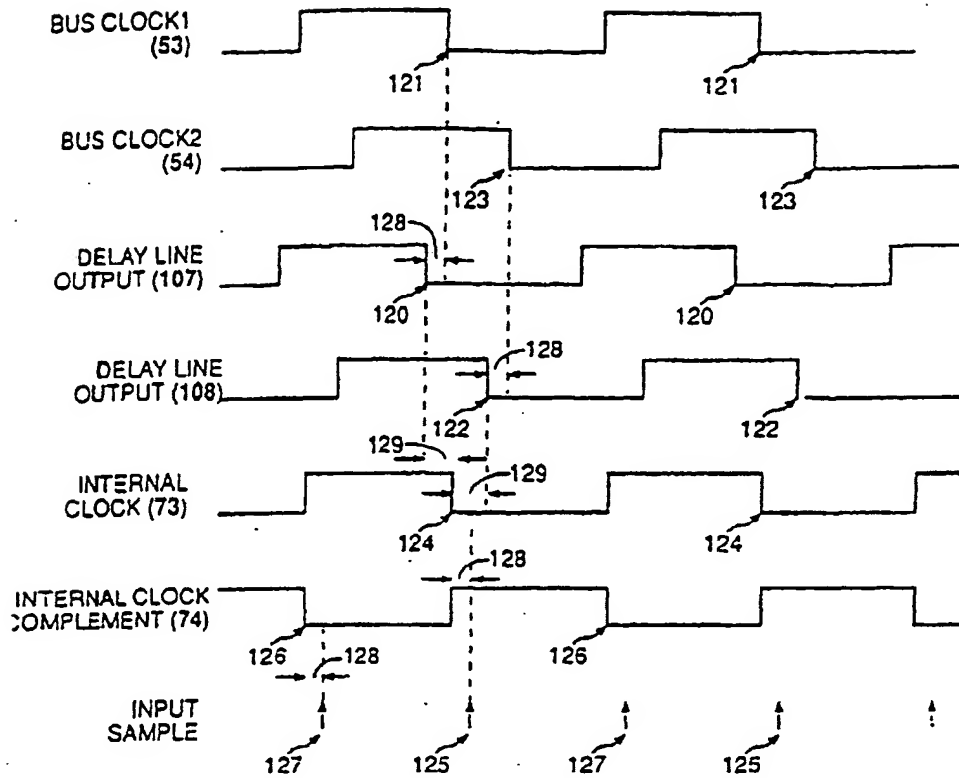 BUS CLOCK1
(53)
121
121
BUS CLOCK2
(54)
123
123
128
DELAY LINE
OUTPUT (107)
120
120
128
DELAY LINE
OUTPUT (108)
122
122
129
129
INTERNAL
CLOCK (73)
124
124
128
INTERNAL CLOCK
COMPLEMENT (74)
126
126
128
INPUT
SAMPLE
127
125
127
125